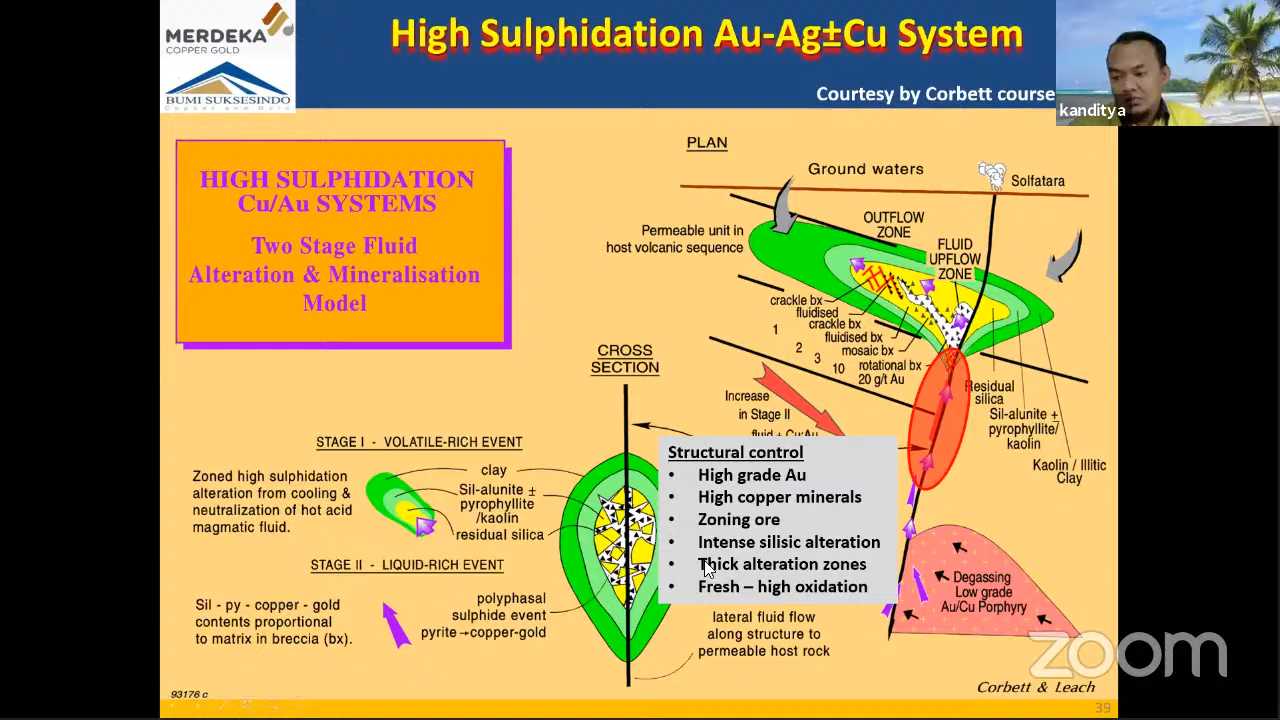 MERDEKA
COPPER GOLD
BUMI SUKSESINDO
Copper and Gold
High Sulphidation Au-Ag±Cu System
Courtesy by Corbett course
kanditya
HIGH SULPHIDATION
Cu/Au SYSTEMS
Two Stage Fluid
Alteration & Mineralisation
Model
PLAN
Ground waters
Solfatara
Permeable unit in
host volcanic sequence
OUTFLOW
ZONE
FLUID
UPFLOW
ZONE
crackle bx
fluidised
crackle bx
fluidised bx
mosaic bx
rotational bx
20 g/t Au
1
2
3
10
Residual
silica
Sil-alunite ±
pyrophyllite/
kaolin
Kaolin / Illitic
Clay
Increase
in Stage II
fluid + Cu:Au
CROSS
SECTION
STAGE I - VOLATILE-RICH EVENT
Zoned high sulphidation
alteration from cooling &
neutralization of hot acid
magmatic fluid.
clay
Sil-alunite ±
pyrophyllite
/kaolin
residual silica
STAGE II - LIQUID-RICH EVENT
Sil - py - copper - gold
contents proportional
to matrix in breccia (bx).
polyphasal
sulphide event
pyrite→copper-gold
Structural control
• High grade Au
• High copper minerals
• Zoning ore
• Intense silisic alteration
• Thick alteration zones
• Fresh – high oxidation
lateral fluid flow
along structure to
permeable host rock
Degassing
Low grade
Au/Cu Porphyry
zoom
Corbett & Leach
93176 c
39